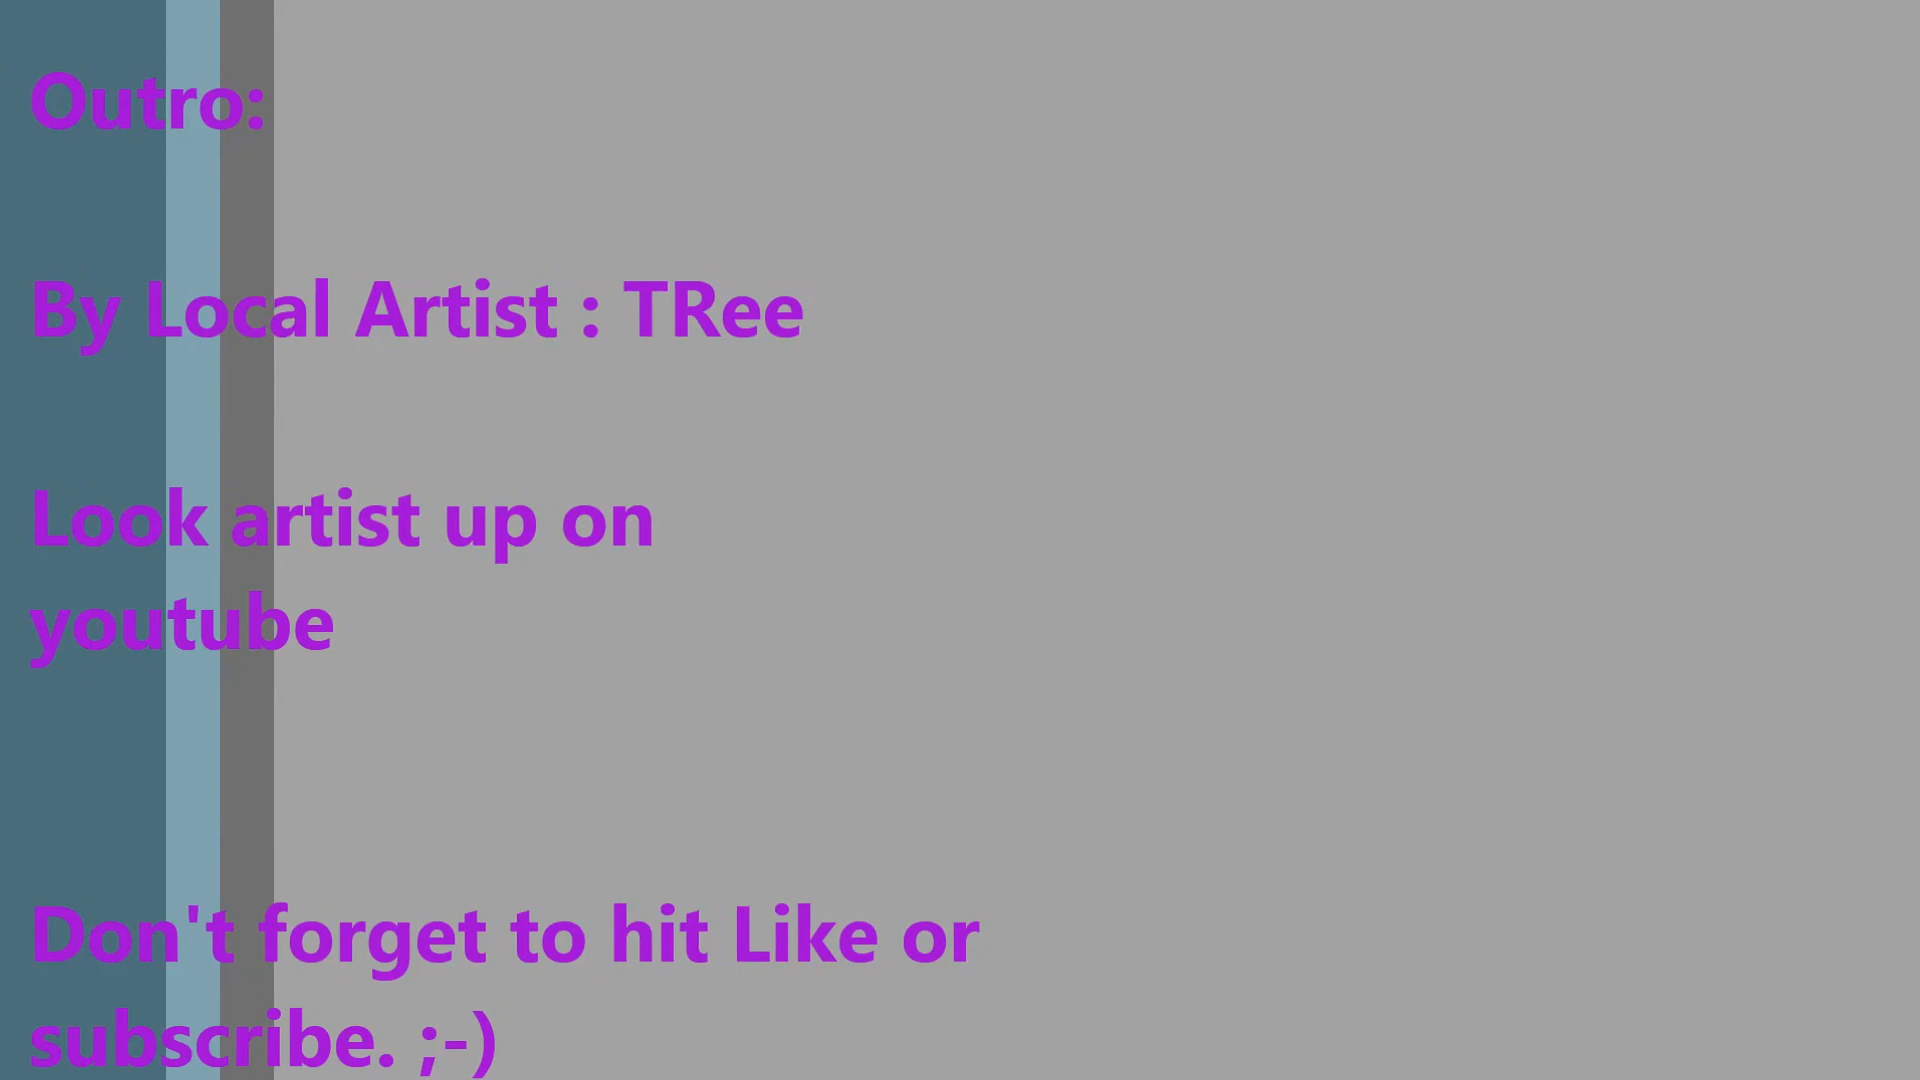 Outro:
By Local Artist : TRee
Look artist up on
youtube
Don't forget to hit Like or
subscribe. ;-)